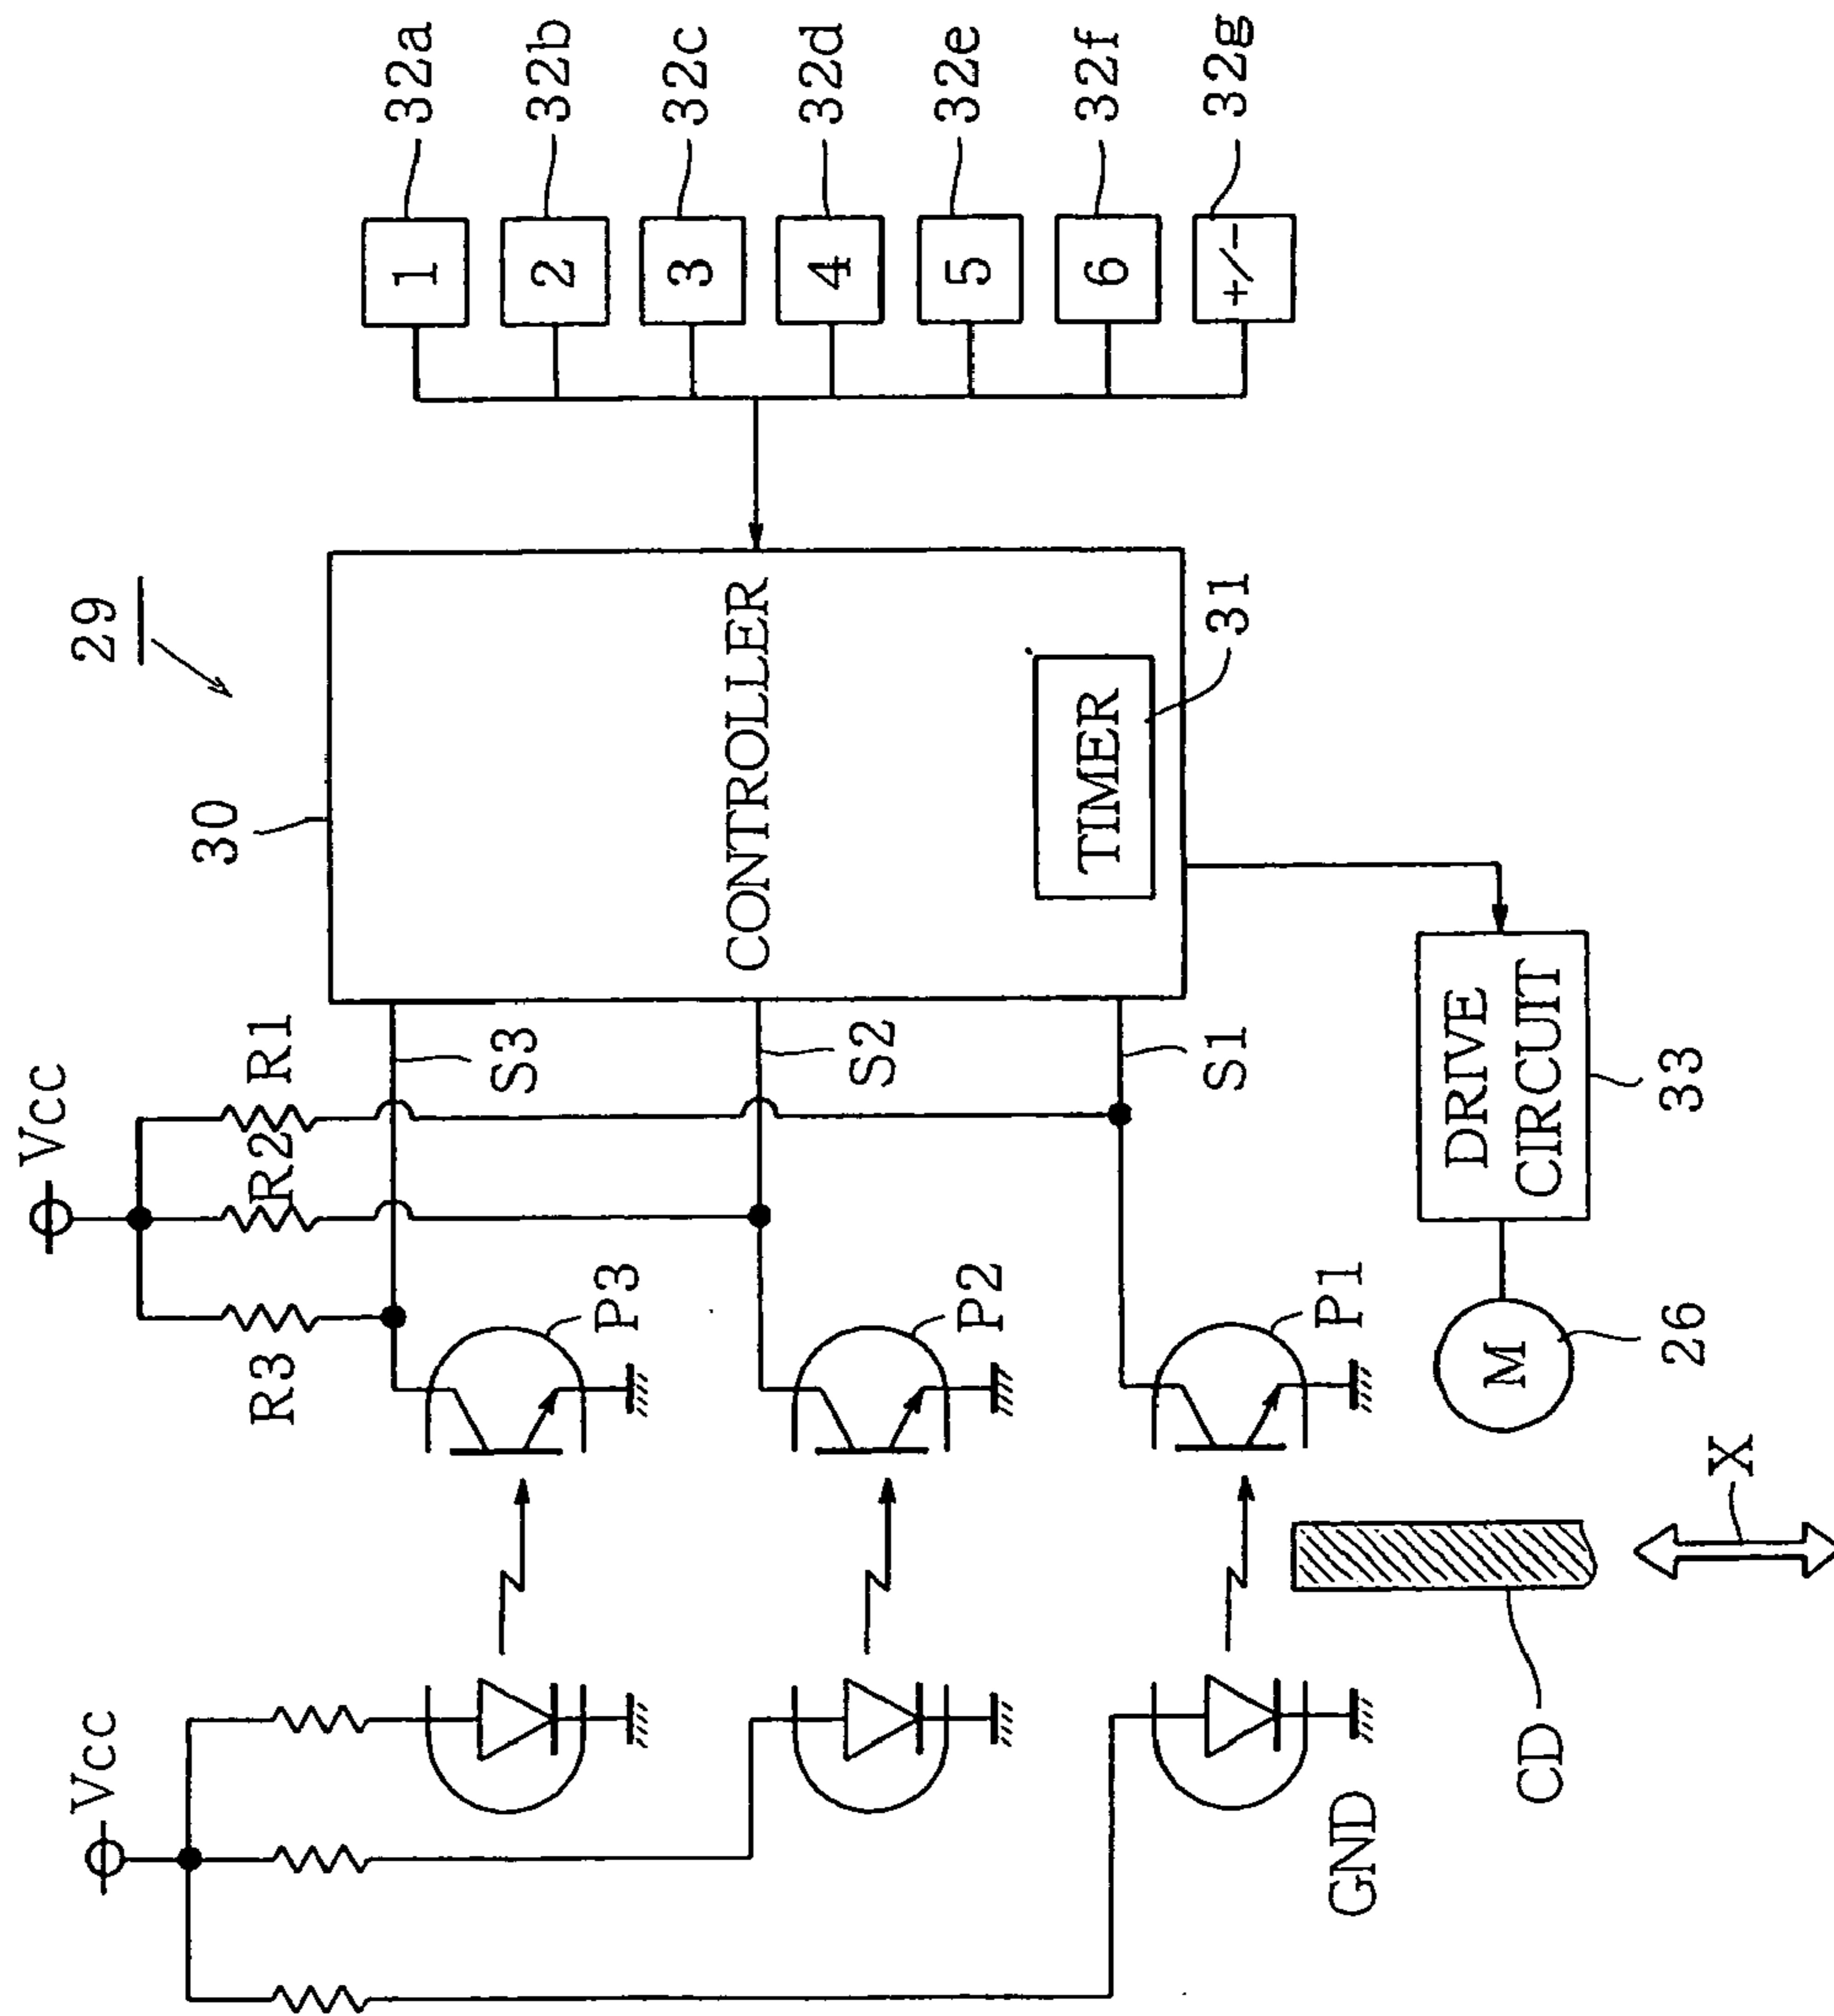 29
30
CONTROLLER
TIMER
31
1
32a
2
32b
3
32c
4
32d
5
32e
6
32f
+/-
32g
Vcc
R1
R2
R3
S3
S2
S1
P3
P2
P1
Vcc
GND
DRIVE
CIRCUIT
33
M
26
CD
X